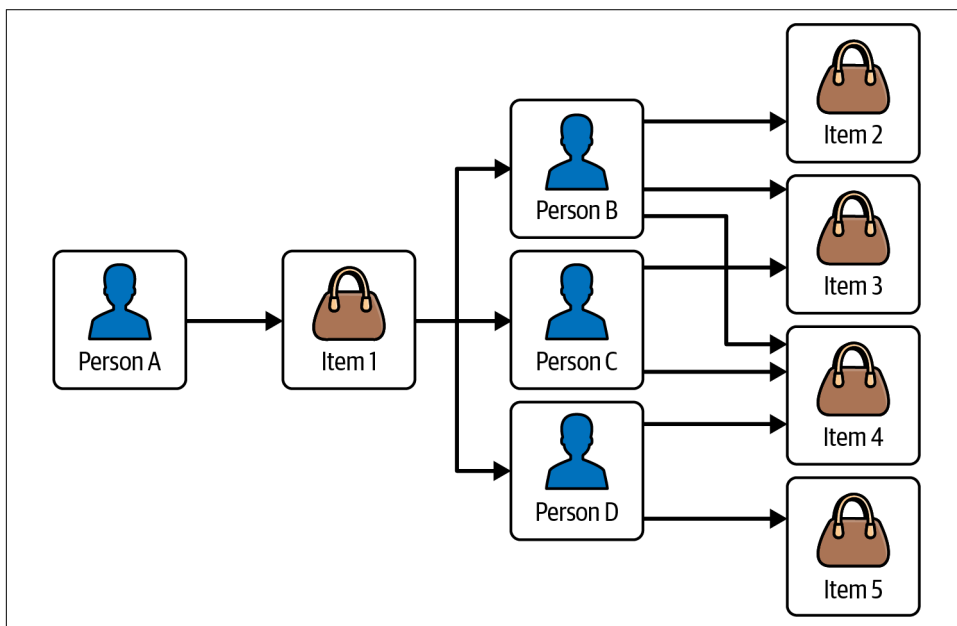 Person A
Item 1
Person B
Person C
Person D
Item 2
Item 3
Item 4
Item 5